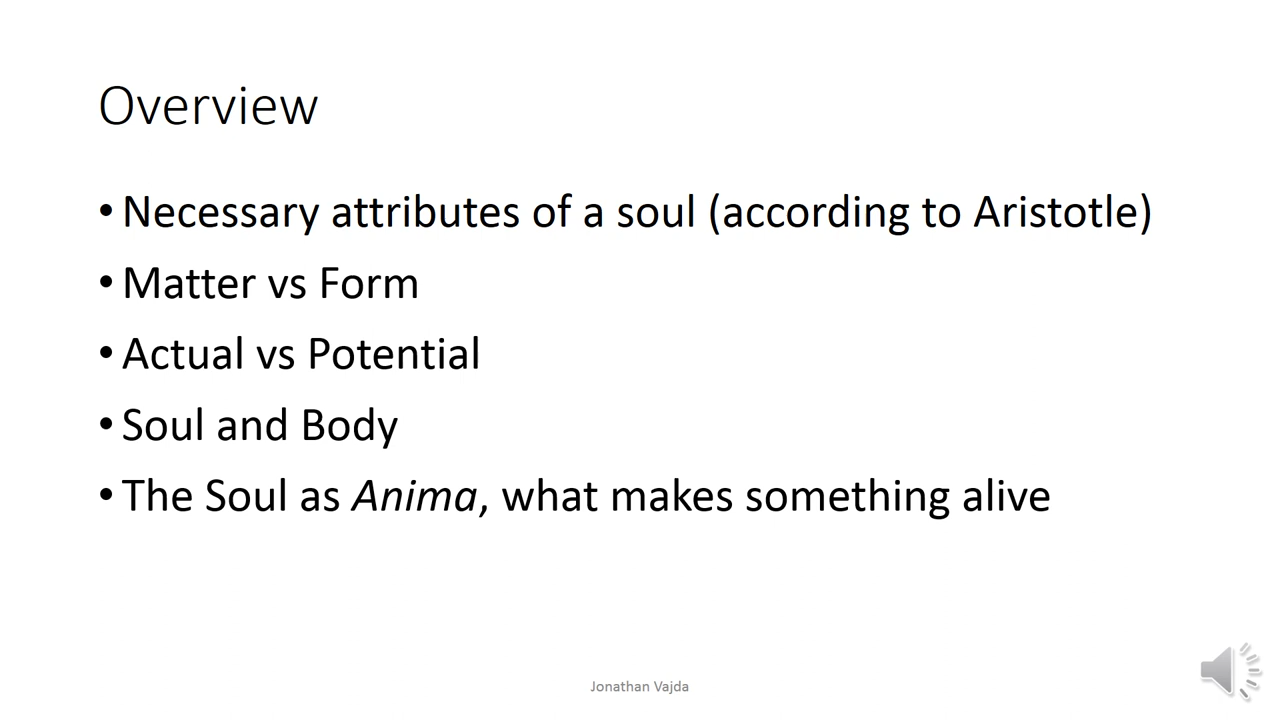 Overview
• Necessary attributes of a soul (according to Aristotle)
• Matter vs Form
• Actual vs Potential
• Soul and Body
• The Soul as Anima, what makes something alive
Jonathan Vajda